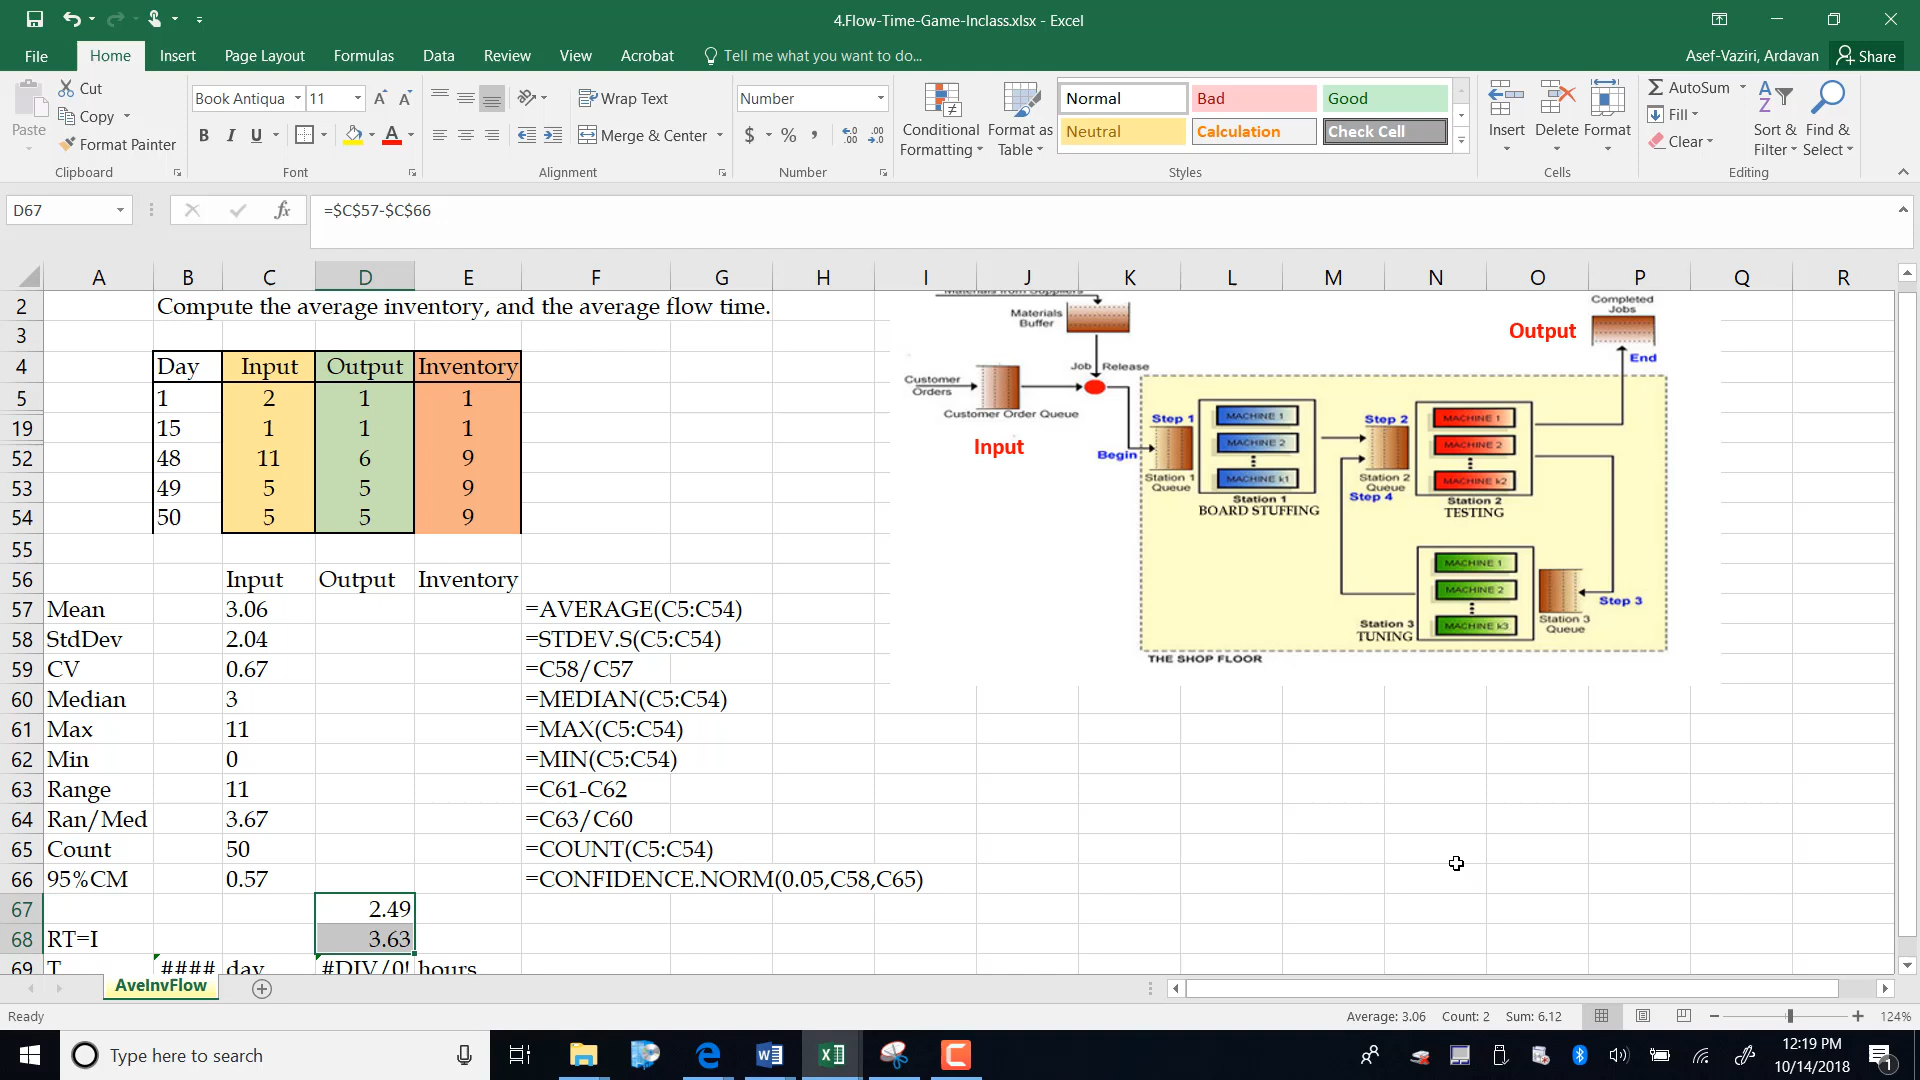 4.Flow-Time-Game-Inclass.xlsx - Excel
File Home Insert Page Layout Formulas Data Review View Acrobat Tell me what you want to do...
Asef-Vaziri, Ardavan Share
Paste
Cut
Copy
Format Painter
Clipboard
Book Antiqua 11
B I U
Font
Wrap Text
Merge & Center
Alignment
Number
$ % ,
Number
Conditional Formatting
Format as Table
Normal Bad Good
Neutral Calculation Check Cell
Styles
Insert Delete Format
Cells
AutoSum
Fill
Clear
Sort & Filter
Find & Select
Editing
D67 fx =$C$57-$C$66
A B C D E F G H I J K L M N O P Q R
2 Compute the average inventory, and the average flow time.
3
4 Day Input Output Inventory
5 1 2 1 1
19 15 1 1 1
52 48 11 6 9
53 49 5 5 9
54 50 5 5 9
55
56 Input Output Inventory
57 Mean 3.06 =AVERAGE(C5:C54)
58 StdDev 2.04 =STDEV.S(C5:C54)
59 CV 0.67 =C58/C57
60 Median 3 =MEDIAN(C5:C54)
61 Max 11 =MAX(C5:C54)
62 Min 0 =MIN(C5:C54)
63 Range 11 =C61-C62
64 Ran/Med 3.67 =C63/C60
65 Count 50 =COUNT(C5:C54)
66 95%CM 0.57 =CONFIDENCE.NORM(0.05,C58,C65)
67 2.49
68 RT=I 3.63
69 T #### day #DIV/0! hours
Materials from Suppliers
Materials Buffer
Job Release
Customer Orders
Customer Order Queue
Input
Begin
Step 1
Station 1 Queue
MACHINE 1
MACHINE 2
MACHINE k1
Station 1
BOARD STUFFING
Step 2
Station 2 Queue
Step 4
MACHINE 1
MACHINE 2
MACHINE k2
Station 2
TESTING
Output
Completed Jobs
End
MACHINE 1
MACHINE 2
MACHINE k3
Station 3
TUNING
Step 3
Station 3 Queue
THE SHOP FLOOR
AveInvFlow
Ready
Average: 3.06 Count: 2 Sum: 6.12
124%
Type here to search
12:19 PM
10/14/2018
1